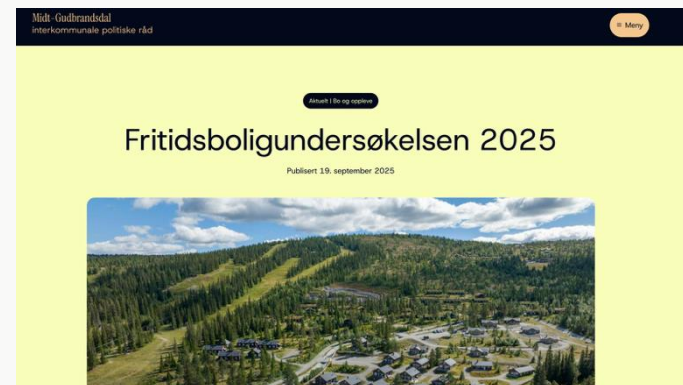 Midt-Gudbrandsdal
interkommunale politiske råd
≡ Meny
Aktuelt | Bo og oppleve
Fritidsboligundersøkelsen 2025
Publisert 19. september 2025